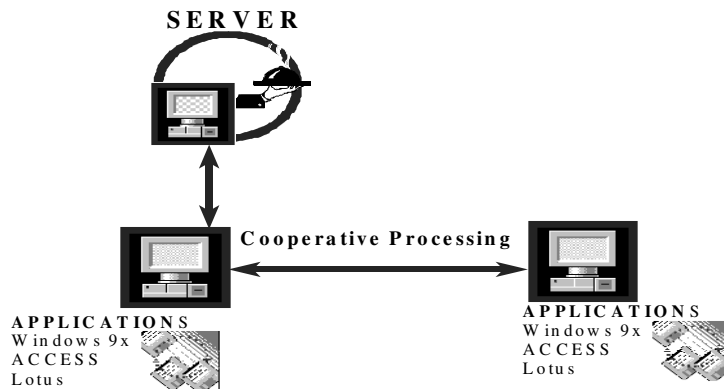 SERVER
Cooperative Processing
APPLICATIONS
Windows 9x
ACCESS
Lotus
APPLICATIONS
Windows 9x
ACCESS
Lotus